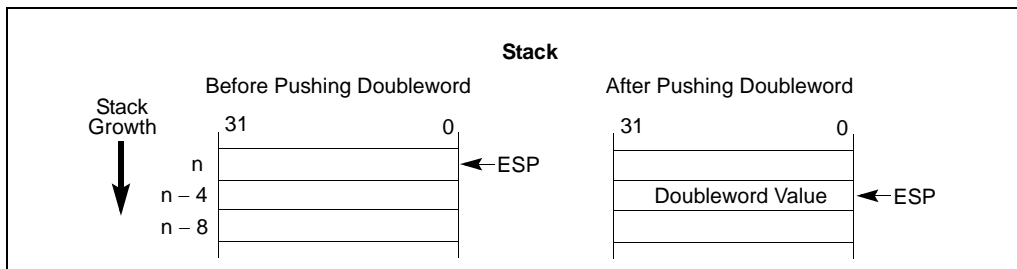 Stack
Before Pushing Doubleword
After Pushing Doubleword
Stack
Growth
31 0
31 0
n
ESP
n – 4
Doubleword Value
ESP
n – 8